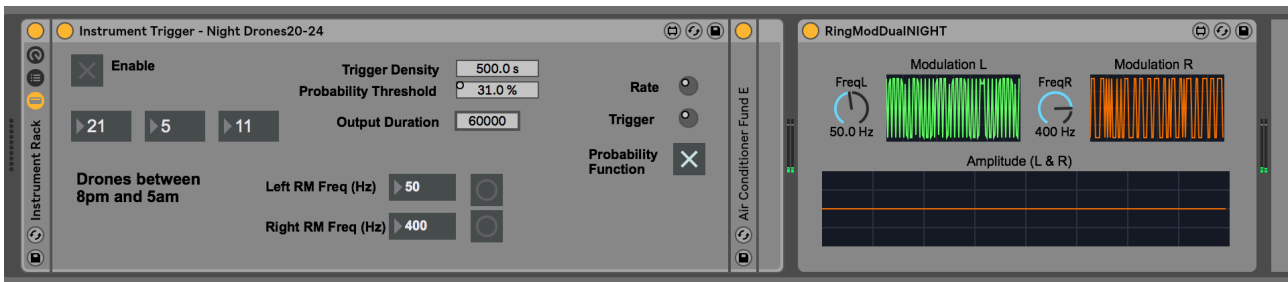 Instrument Rack
Instrument Trigger - Night Drones20-24
Enable
21
5
11
Drones between
8pm and 5am
Trigger Density
500.0 s
Probability Threshold
31.0 %
Output Duration
60000
Left RM Freq (Hz)
50
Right RM Freq (Hz)
400
Rate
Trigger
Probability
Function
Air Conditioner Fund E
RingModDualNIGHT
FreqL
50.0 Hz
Modulation L
FreqR
400 Hz
Modulation R
Amplitude (L & R)